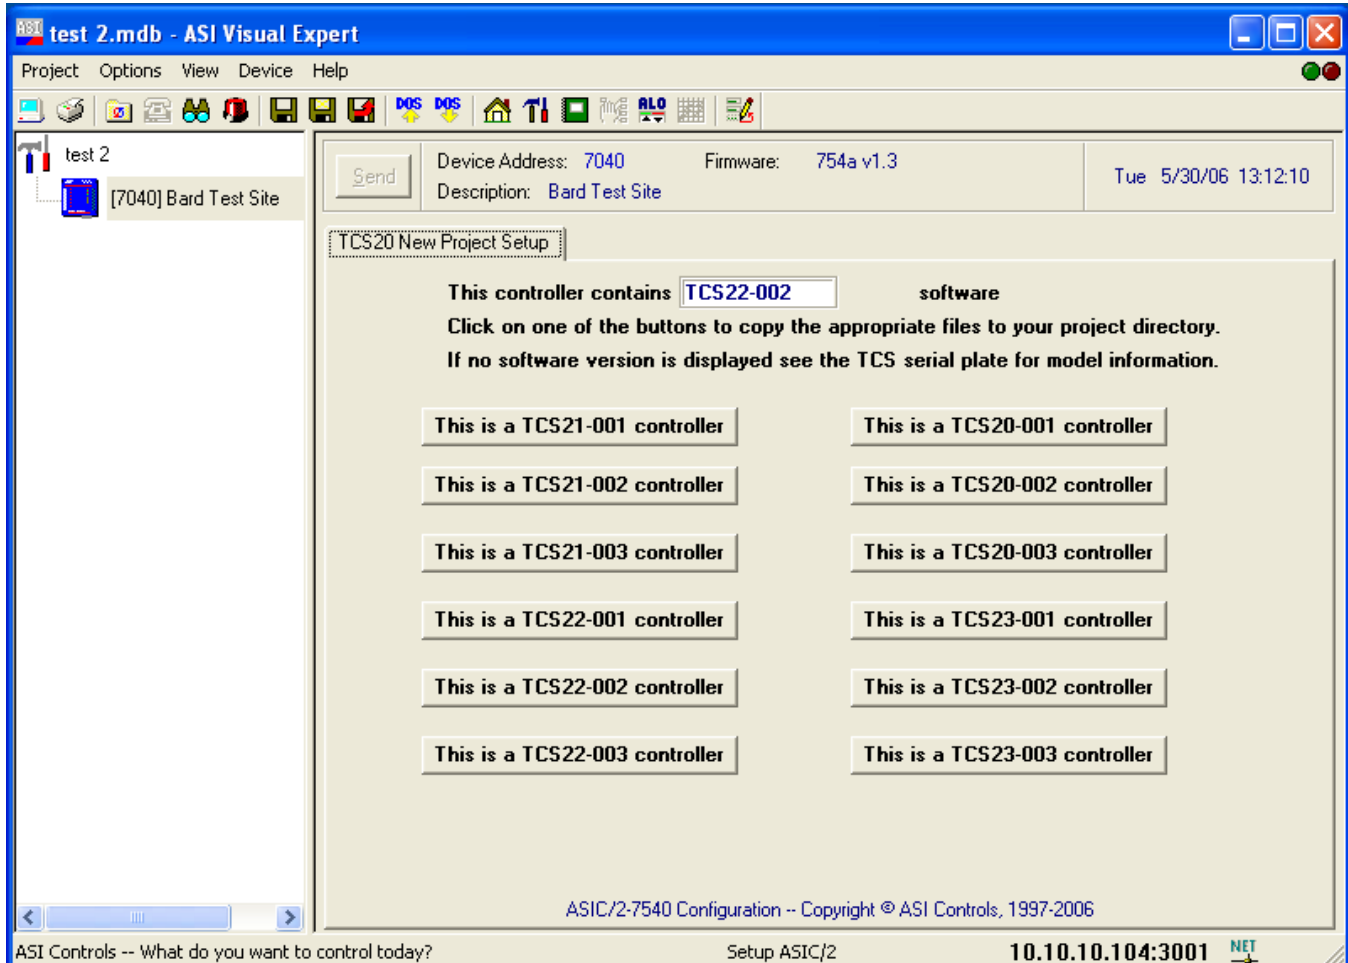 ASI test 2.mdb - ASI Visual Expert
Project Options View Device Help
DOS DOS ALO
test 2
[7040] Bard Test Site
Send
Device Address: 7040 Firmware: 754a v1.3
Description: Bard Test Site
Tue 5/30/06 13:12:10
TCS20 New Project Setup
This controller contains TCS22-002 software
Click on one of the buttons to copy the appropriate files to your project directory.
If no software version is displayed see the TCS serial plate for model information.
This is a TCS21-001 controller This is a TCS20-001 controller
This is a TCS21-002 controller This is a TCS20-002 controller
This is a TCS21-003 controller This is a TCS20-003 controller
This is a TCS22-001 controller This is a TCS23-001 controller
This is a TCS22-002 controller This is a TCS23-002 controller
This is a TCS22-003 controller This is a TCS23-003 controller
ASIC/2-7540 Configuration -- Copyright © ASI Controls, 1997-2006
ASI Controls -- What do you want to control today? Setup ASIC/2 10.10.10.104:3001 NET